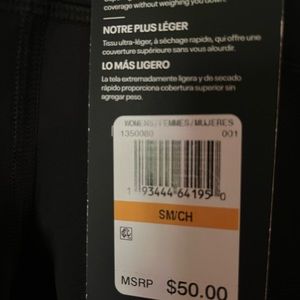 coverage without weighing you down.
NOTRE PLUS LÉGER
Tissu ultra-léger, à séchage rapide, qui offre une
couverture supérieure sans vous alourdir.
LO MÁS LIGERO
La tela extremadamente ligera y de secado
rápido proporciona cobertura superior sin
agregar peso.
WOMENS/FEMMES/MUJERES
1350080 001
1 93444 64195 0
SM/CH
MSRP $50.00